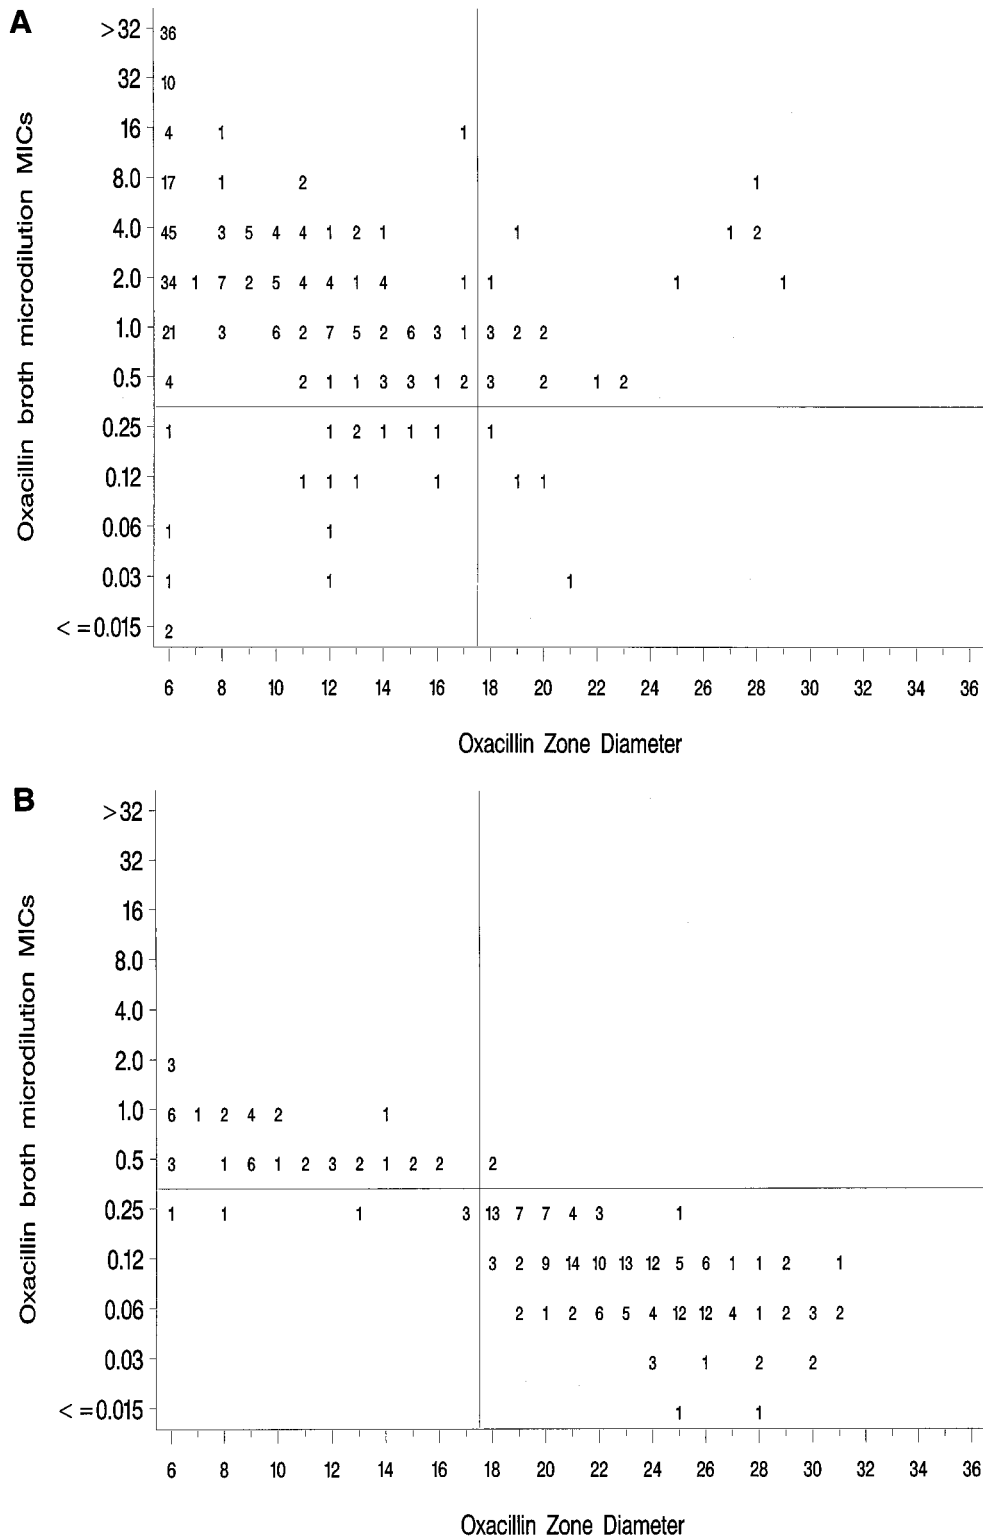 A
Oxacillin broth microdilution MICs
>32 36
32 10
16 4 1 1
8.0 17 1 2 1
4.0 45 3 5 4 4 1 2 1 1 1 2
2.0 34 1 7 2 5 4 4 1 4 1 1 1 1
1.0 21 3 6 2 7 5 2 6 3 1 3 2 2
0.5 4 2 1 1 3 3 1 2 3 2 1 2
0.25 1 1 2 1 1 1 1
0.12 1 1 1 1 1 1
0.06 1 1
0.03 1 1 1
<=0.015 2
6 8 10 12 14 16 18 20 22 24 26 28 30 32 34 36
Oxacillin Zone Diameter
B
Oxacillin broth microdilution MICs
>32
32
16
8.0
4.0
2.0 3
1.0 6 1 2 4 2 1
0.5 3 1 6 1 2 3 2 1 2 2 2
0.25 1 1 1 3 13 7 7 4 3 1
0.12 3 2 9 14 10 13 12 5 6 1 1 2 1
0.06 2 1 2 6 5 4 12 12 4 1 2 3 2
0.03 3 1 2 2
<=0.015 1 1
6 8 10 12 14 16 18 20 22 24 26 28 30 32 34 36
Oxacillin Zone Diameter